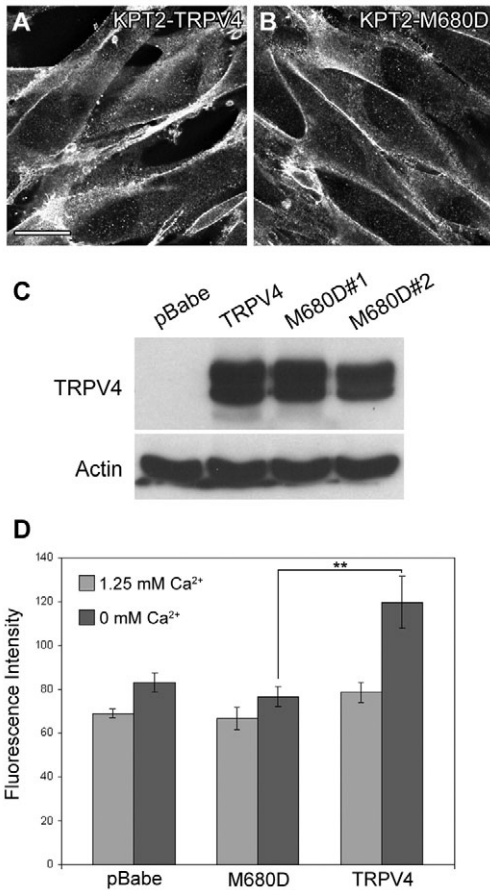 A KPT2-TRPV4
B KPT2-M680D
C
pBabe TRPV4 M680D#1 M680D#2
TRPV4
Actin
D
140
120
100
80
60
40
20
0
Fluorescence Intensity
1.25 mM Ca²⁺
0 mM Ca²⁺
**
pBabe M680D TRPV4